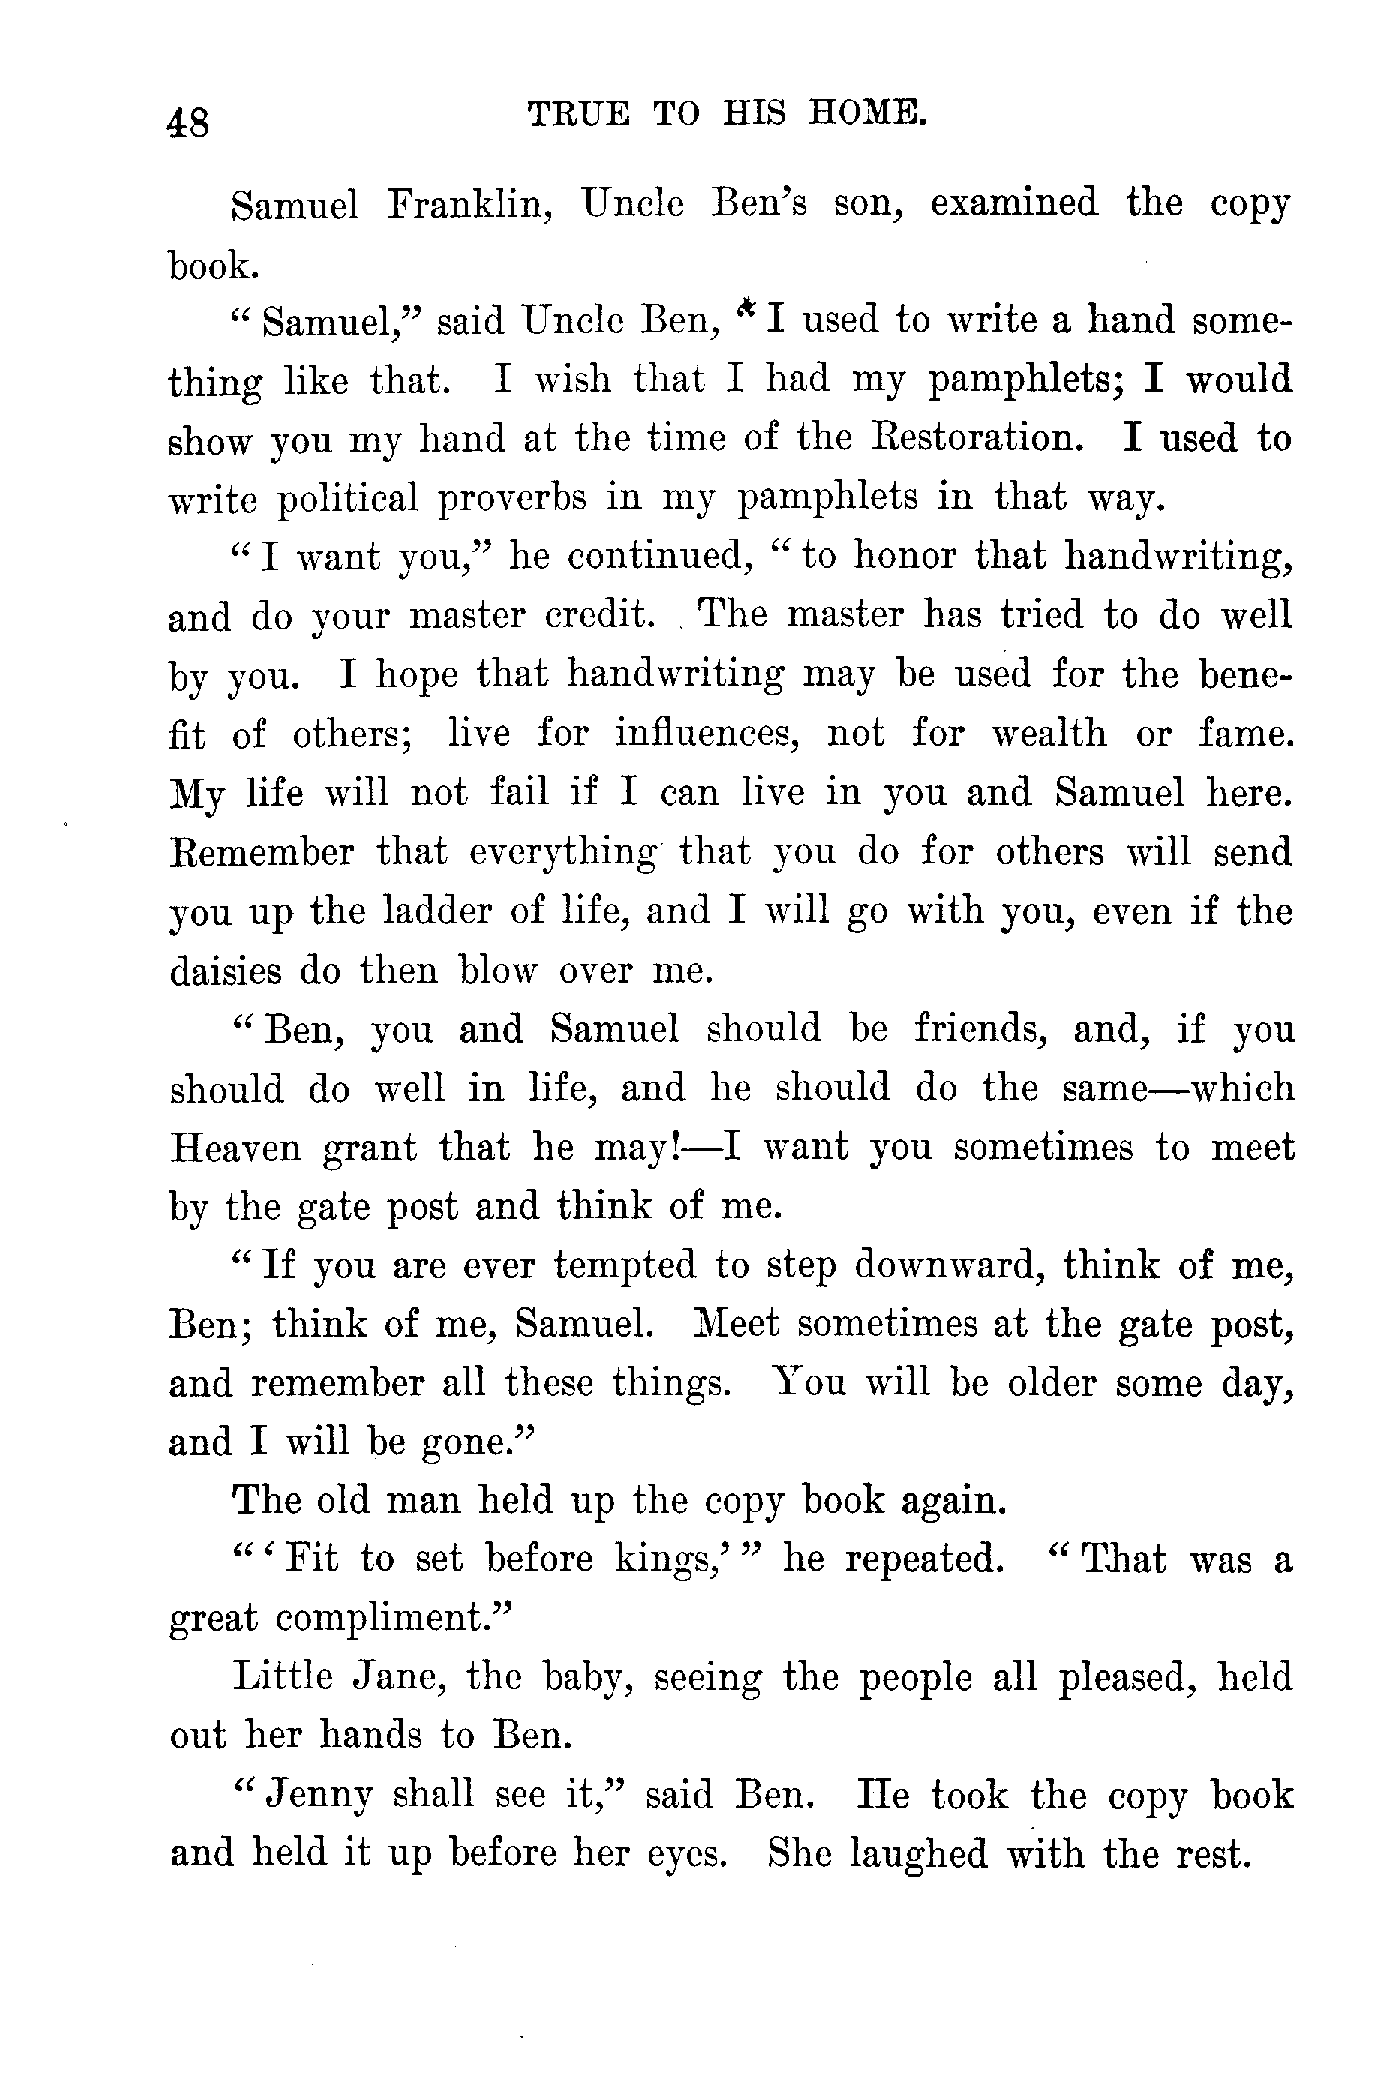 48 TRUE TO HIS HOME.
Samuel Franklin, Uncle Ben's son, examined the copy
book.
“ Samuel,” said Uncle Ben, “ I used to write a hand some-
thing like that. I wish that I had my pamphlets; I would
show you my hand at the time of the Restoration. I used to
write political proverbs in my pamphlets in that way.
“ I want you,” he continued, “ to honor that handwriting,
and do your master credit. The master has tried to do well
by you. I hope that handwriting may be used for the bene-
fit of others; live for influences, not for wealth or fame.
My life will not fail if I can live in you and Samuel here.
Remember that everything that you do for others will send
you up the ladder of life, and I will go with you, even if the
daisies do then blow over me.
“ Ben, you and Samuel should be friends, and, if you
should do well in life, and he should do the same—which
Heaven grant that he may!—I want you sometimes to meet
by the gate post and think of me.
“ If you are ever tempted to step downward, think of me,
Ben; think of me, Samuel. Meet sometimes at the gate post,
and remember all these things. You will be older some day,
and I will be gone.”
The old man held up the copy book again.
“ ‘ Fit to set before kings,’ ” he repeated. “ That was a
great compliment.”
Little Jane, the baby, seeing the people all pleased, held
out her hands to Ben.
“ Jenny shall see it,” said Ben. He took the copy book
and held it up before her eyes. She laughed with the rest.